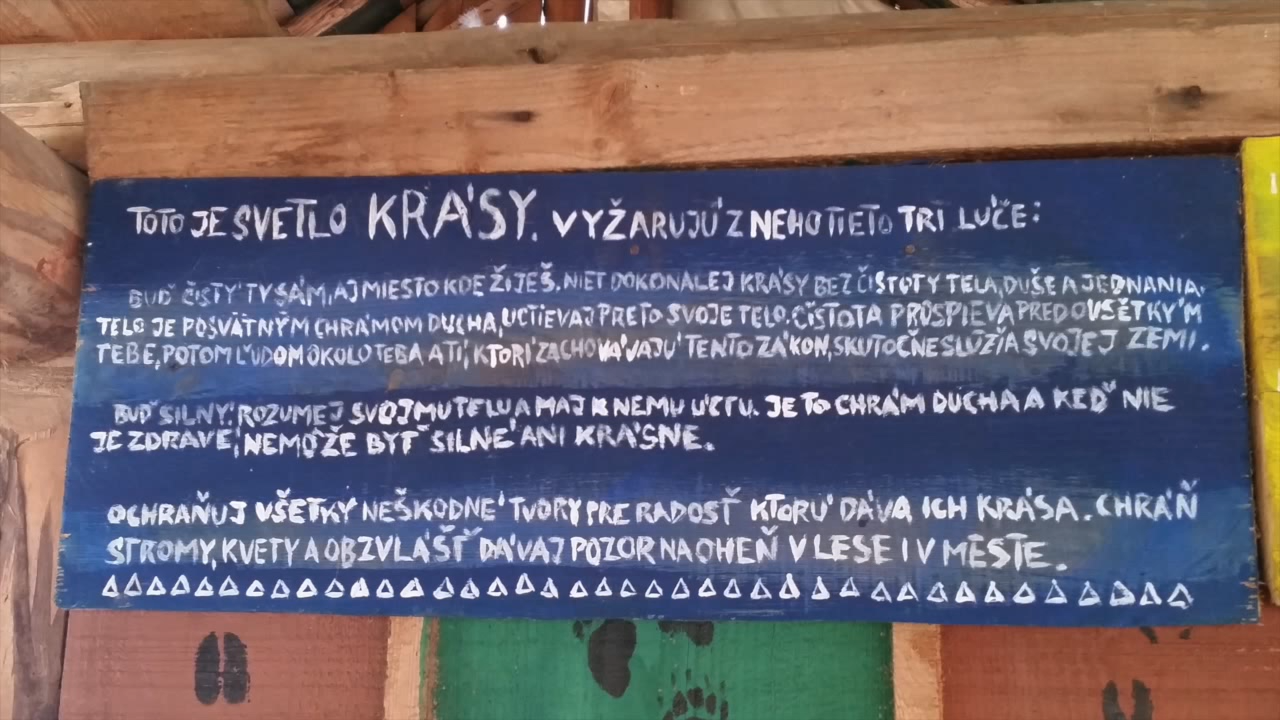 TOTO JE SVETLO KRÁSY. VYŽARUJÚ Z NEHO TIETO TRI LÚČE:
BUĎ ČISTÝ TY SÁM, AJ MIESTO KDE ŽIJEŠ. NIET DOKONALEJ KRÁSY BEZ ČISTOTY TELA, DUŠE A JEDNANIA.
TELO JE POSVÄTNÝM CHRÁMOM DUCHA, UCTIEVAJ PRETO SVOJE TELO. ČISTOTA PRÚSPIEVA PREDOVŠETKÝM
TEBE, POTOM ĽUDOM OKOLO TEBA A TÍ, KTORÍ ZACHOVÁVAJÚ TENTO ZÁKON, SKUTOČNE SLÚŽIA SVOJEJ ZEMI.
BUĎ SILNÝ. ROZUMEJ SVOJMU TELU A MAJ K NEMU ÚCTU. JE TO CHRÁM DUCHA A KEĎ NIE
JE ZDRAVÉ, NEMÔŽE BYŤ SILNÉ ANI KRÁSNE.
OCHRAŇUJ VŠETKY NEŠKODNÉ TVORY PRE RADOSŤ KTORÚ DÁVA ICH KRÁSA. CHRÁŇ
STROMY, KVETY A OBZVLÁŠŤ DÁVAJ POZOR NA OHEŇ V LESE I V MESTE.